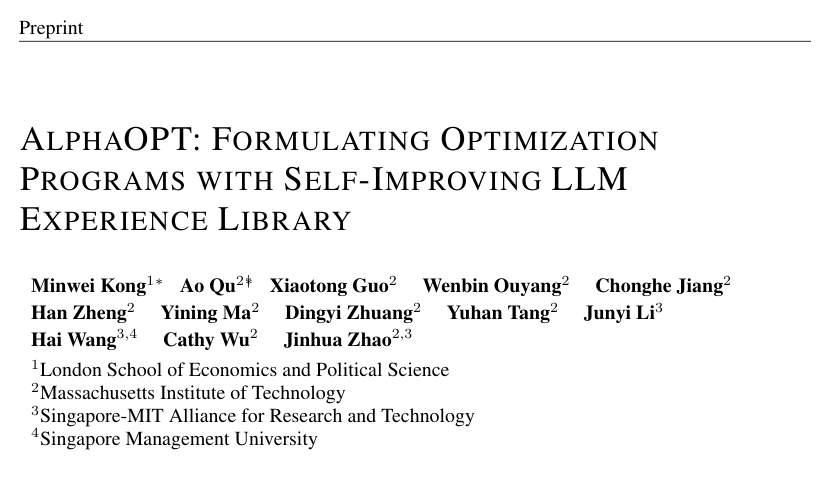 Preprint
ALPHAOPT: FORMULATING OPTIMIZATION
PROGRAMS WITH SELF-IMPROVING LLM
EXPERIENCE LIBRARY
Minwei Kong1* Ao Qu2*‡ Xiaotong Guo2 Wenbin Ouyang2 Chonghe Jiang2
Han Zheng2 Yining Ma2 Dingyi Zhuang2 Yuhan Tang2 Junyi Li3
Hai Wang3,4 Cathy Wu2 Jinhua Zhao2,3
1London School of Economics and Political Science
2Massachusetts Institute of Technology
3Singapore-MIT Alliance for Research and Technology
4Singapore Management University